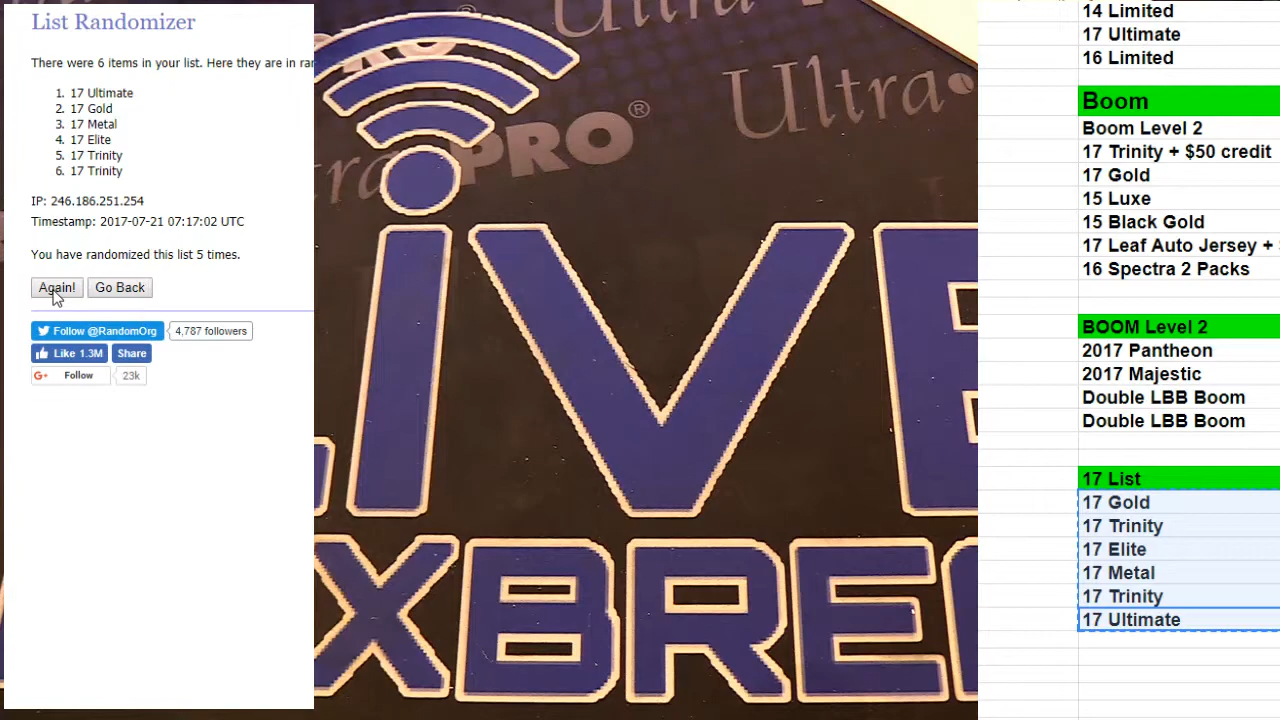 List Randomizer
There were 6 items in your list. Here they are in
1. 17 Ultimate
2. 17 Gold
3. 17 Metal
4. 17 Elite
5. 17 Trinity
6. 17 Trinity
IP: 246.186.251.254
Timestamp: 2017-07-21 07:17:02 UTC
You have randomized this list 5 times.
Again! Go Back
Follow @RandomOrg 4,787 followers
Like 1.3M Share
G+ Follow 23k
Ultra
PRO®
Ultra
PRO®
iVE
XBRE
14 Limited
17 Ultimate
16 Limited
Boom
Boom Level 2
17 Trinity + $50 credit
17 Gold
15 Luxe
15 Black Gold
17 Leaf Auto Jersey +
16 Spectra 2 Packs
BOOM Level 2
2017 Pantheon
2017 Majestic
Double LBB Boom
Double LBB Boom
17 List
17 Gold
17 Trinity
17 Elite
17 Metal
17 Trinity
17 Ultimate